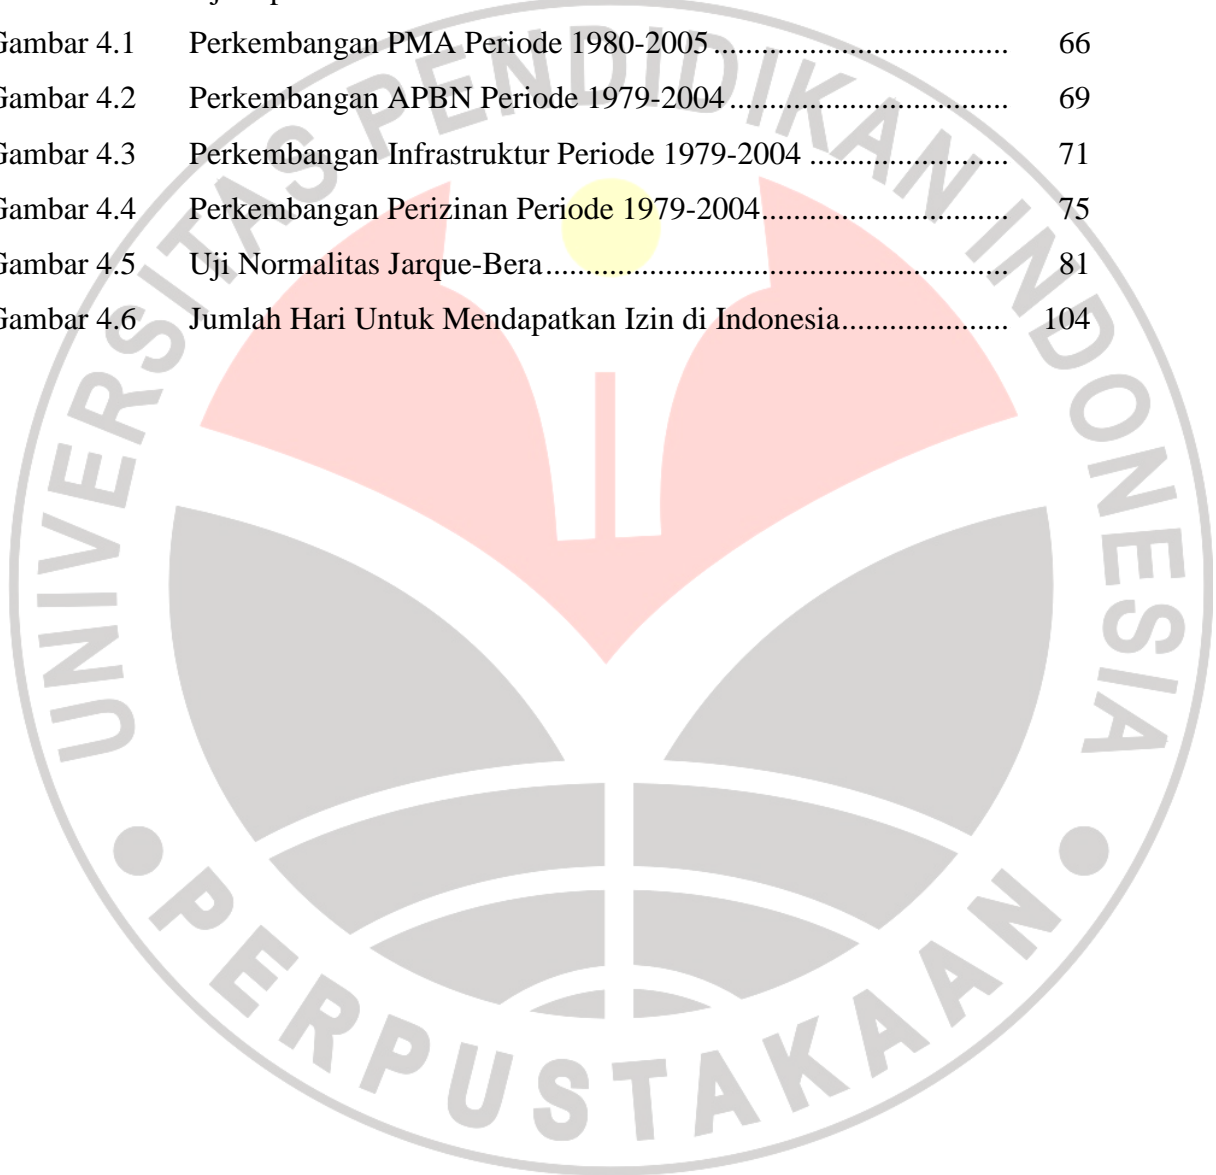 Gambar 4.1 Perkembangan PMA Periode 1980-2005 .................................. 66
Gambar 4.2 Perkembangan APBN Periode 1979-2004 ................................. 69
Gambar 4.3 Perkembangan Infrastruktur Periode 1979-2004 ........................ 71
Gambar 4.4 Perkembangan Perizinan Periode 1979-2004............................. 75
Gambar 4.5 Uji Normalitas Jarque-Bera...................................................... 81
Gambar 4.6 Jumlah Hari Untuk Mendapatkan Izin di Indonesia.................... 104
UNIVERSITAS PENDIDIKAN INDONESIA
PERPUSTAKAAN